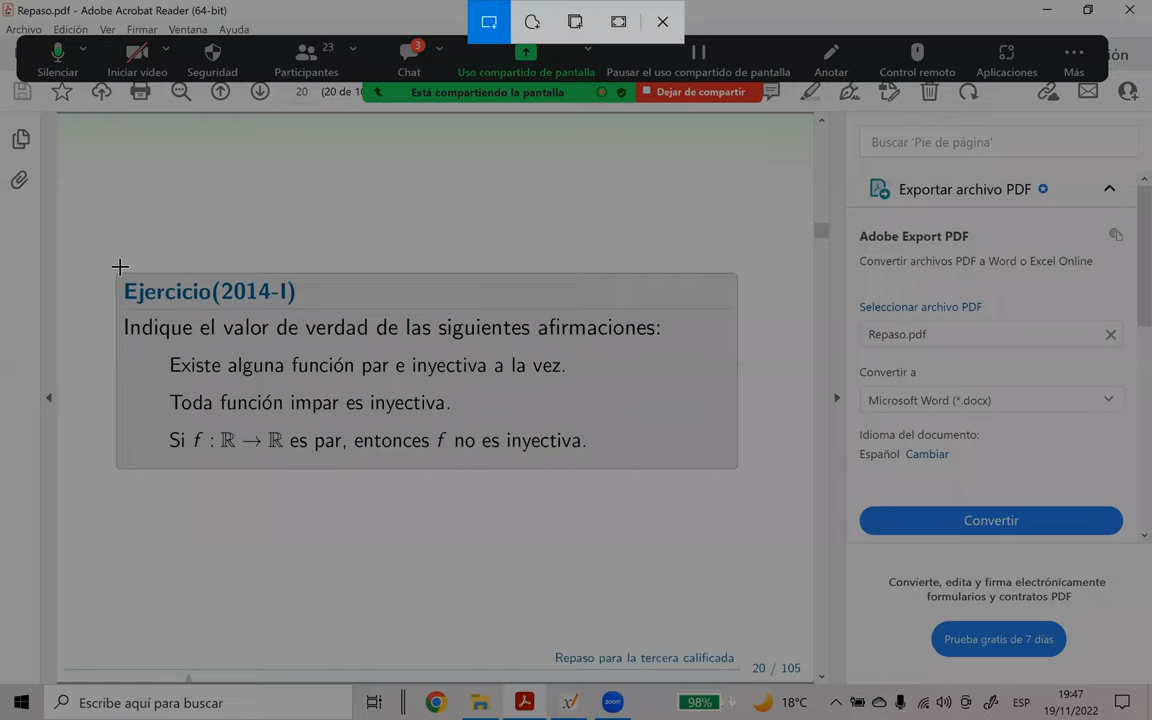 Repaso.pdf - Adobe Acrobat Reader (64-bit)
Archivo Edición Ver Firmar Ventana Ayuda
23
3
Silenciar Iniciar video Seguridad Participantes Chat Uso compartido de pantalla Pausar el uso compartido de pantalla Anotar Control remoto Aplicaciones Más
20 (20 de 10
Está compartiendo la pantalla Dejar de compartir
Buscar 'Pie de página'
Exportar archivo PDF
Adobe Export PDF
Convertir archivos PDF a Word o Excel Online
Seleccionar archivo PDF
Repaso.pdf
Convertir a
Microsoft Word (*.docx)
Idioma del documento:
Español Cambiar
Convertir
Convierte, edita y firma electrónicamente
formularios y contratos PDF
Prueba gratis de 7 días
Ejercicio(2014-I)
Indique el valor de verdad de las siguientes afirmaciones:
Existe alguna función par e inyectiva a la vez.
Toda función impar es inyectiva.
Si f : ℝ → ℝ es par, entonces f no es inyectiva.
Repaso para la tercera calificada
20 / 105
Escribe aquí para buscar
zoom
98%
18°C
ESP
19:47
19/11/2022